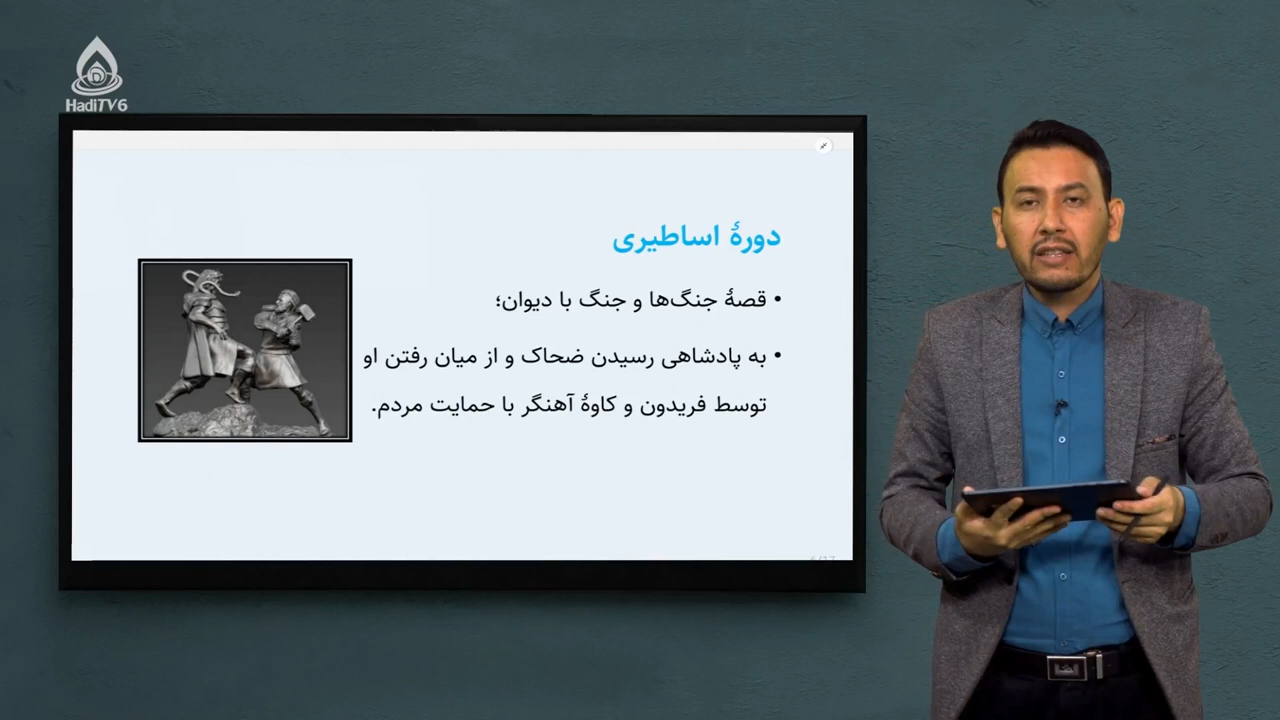 HadiTV6
دورهٔ اساطیری
• قصهٔ جنگ‌ها و جنگ با دیوان؛
• به پادشاهی رسیدن ضحاک و از میان رفتن او
توسط فریدون و کاوهٔ آهنگر با حمایت مردم.